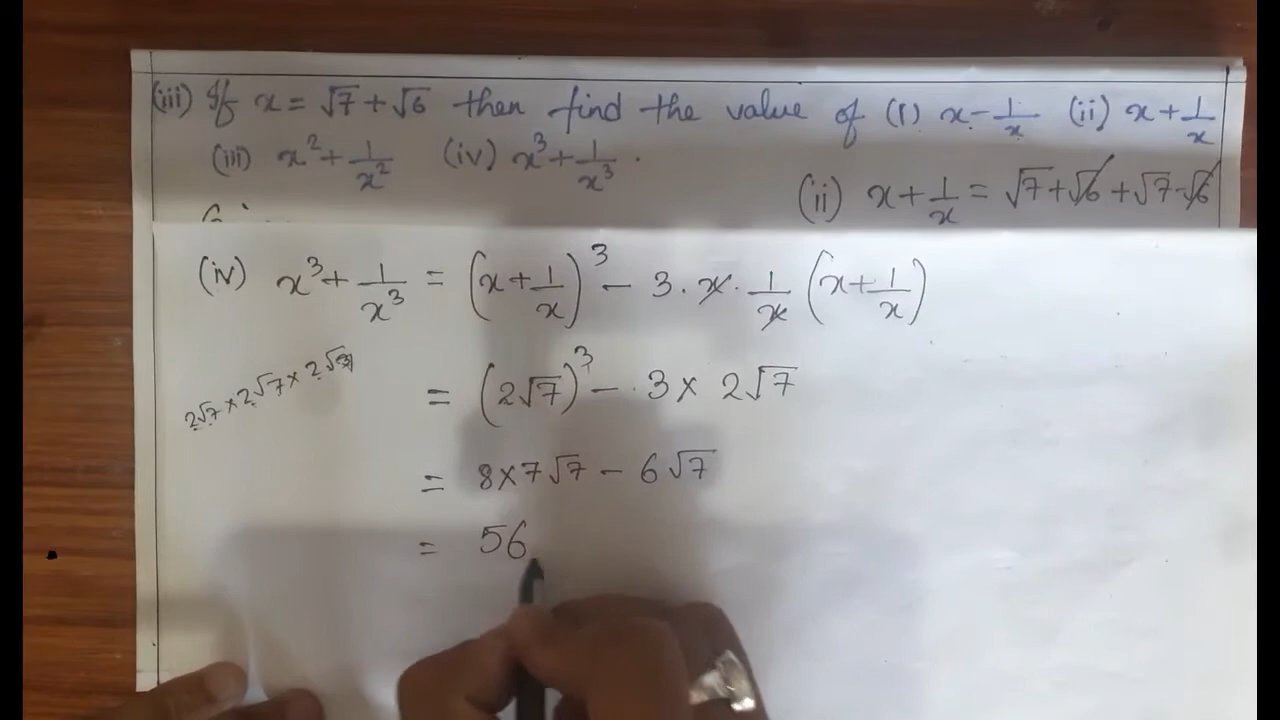 (iii) If x = √7 + √6 then find the value of (1) x - 1/x (ii) x + 1/x
(iii) x² + 1/x² (iv) x³ + 1/x³ .
(ii) x + 1/x = √7 + √6 + √7 - √6
(iv) x³ + 1/x³ = (x + 1/x)³ - 3 . x . 1/x (x + 1/x)
= (2√7)³ - 3 × 2√7
2√7 × 2√7 × 2√7
= 8 × 7√7 - 6√7
= 56